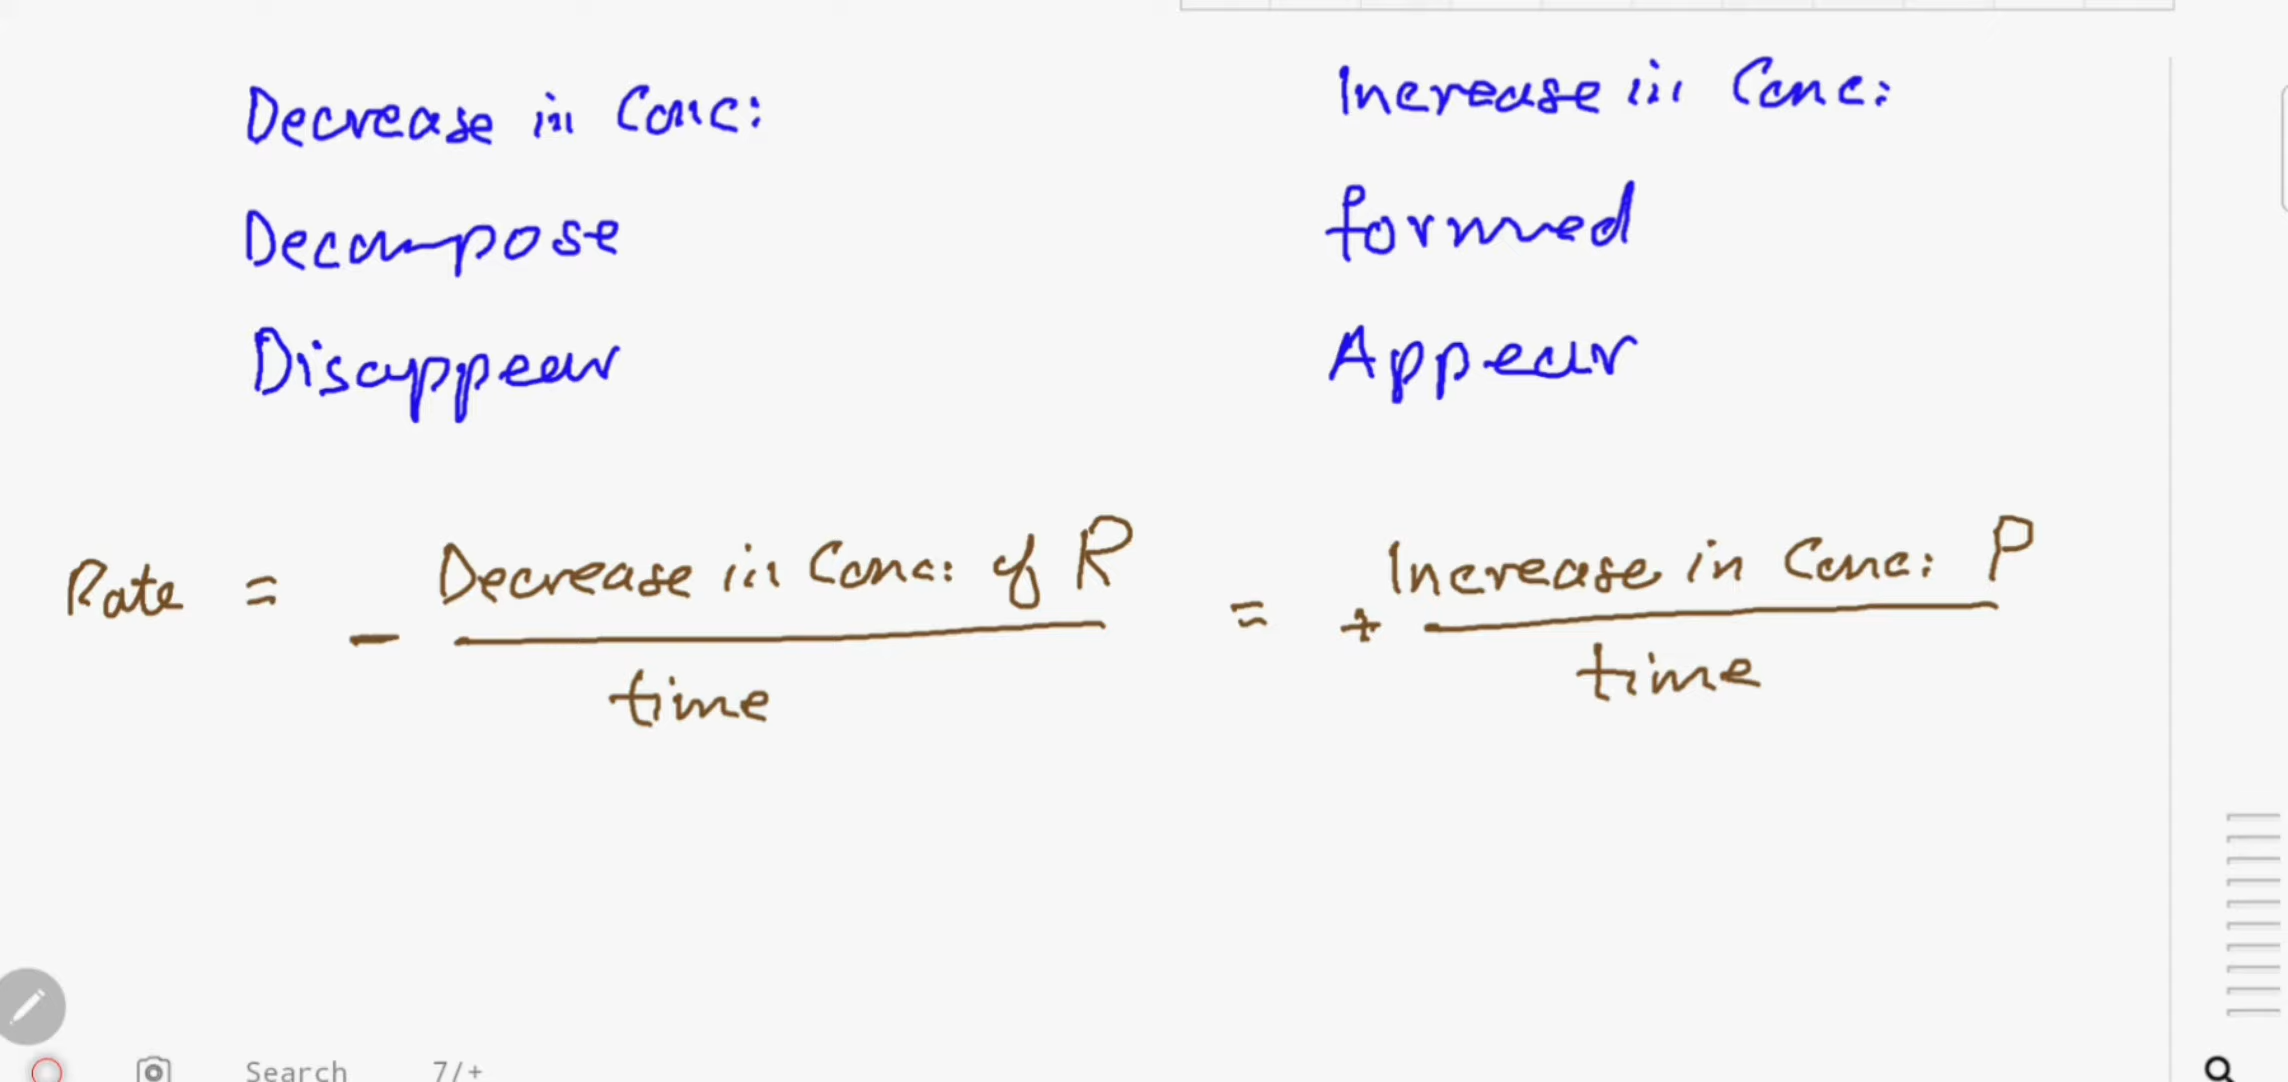 Decrease in Conc: Increase in Conc:
Decompose formed
Disappear Appear
Rate = - Decrease in Conc: of R / time = + Increase in Conc: P / time
Search 7/+